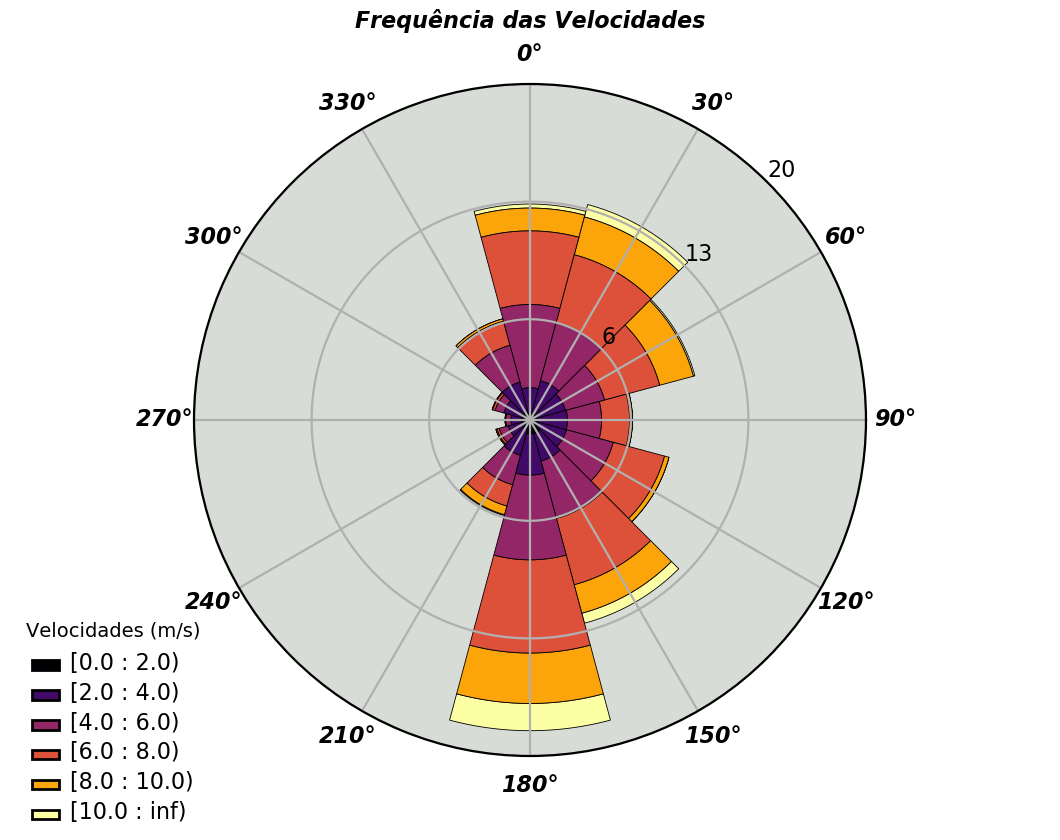 Frequência das Velocidades
0°
330°
30°
20
300°
60°
13
6
270°
90°
240°
120°
Velocidades (m/s)
[0.0 : 2.0)
[2.0 : 4.0)
[4.0 : 6.0)
[6.0 : 8.0)
[8.0 : 10.0)
[10.0 : inf)
210°
150°
180°